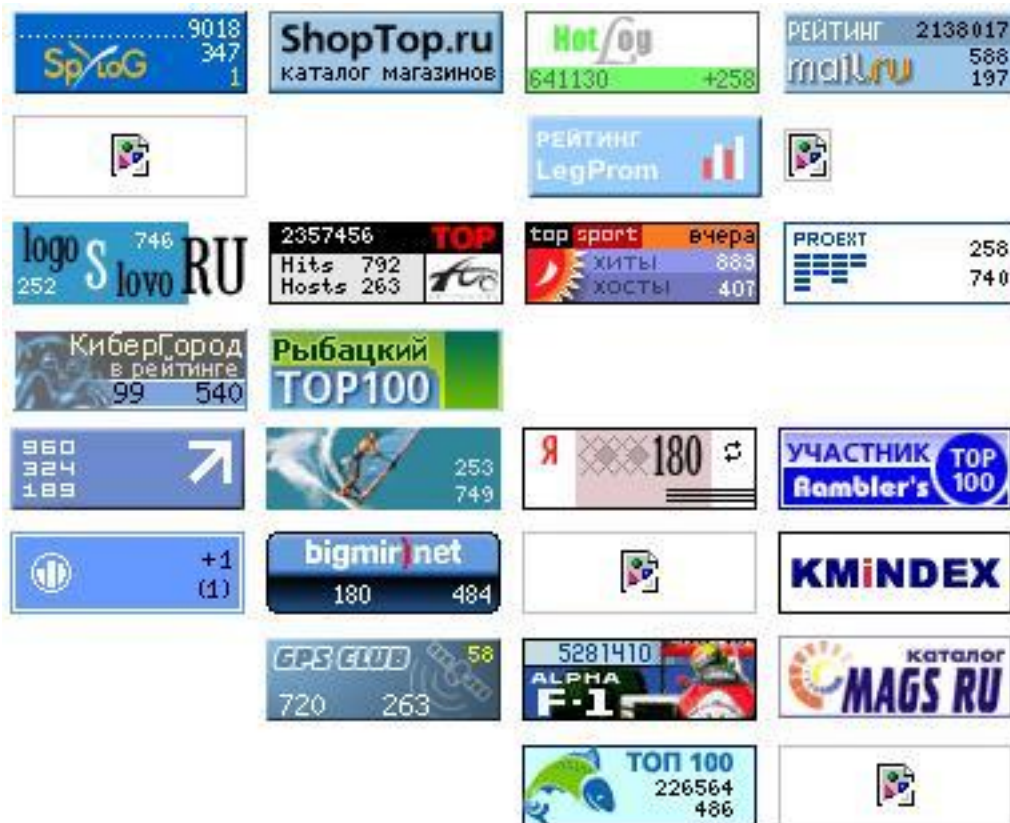 9018
347
SpyLOG
1
ShopTop.ru
каталог магазинов
HotLog
641130 +258
РЕЙТИНГ 2138017
mail.ru 588
197
РЕЙТИНГ
LegProm
logo S lovo RU
746
252
2357456 TOP
Hits 792
Hosts 263
top sport вчера
ХИТЫ 883
ХОСТЫ 407
PROEXT
258
740
КиберГород
в рейтинге
99 540
Рыбацкий
TOP100
960
324
189
253
749
Я 180
УЧАСТНИК TOP
Rambler's 100
+1
(1)
bigmir)net
180 484
KMiNDEX
GPS CLUB 58
720 263
5281410
ALPHA
F-1
каталог
MAGS RU
ТОП 100
226564
486